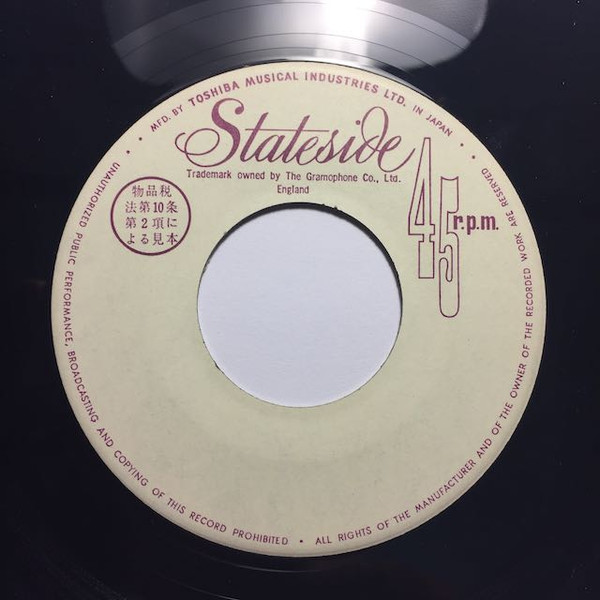 • MFD. BY TOSHIBA MUSICAL INDUSTRIES LTD. IN JAPAN •
Stateside
Trademark owned by The Gramophone Co., Ltd.
England
45 r.p.m.
物品税
法第10条
第2項に
よる見本
• UNAUTHORIZED PUBLIC PERFORMANCE, BROADCASTING AND COPYING OF THIS RECORD PROHIBITED • ALL RIGHTS OF THE MANUFACTURER AND OF THE OWNER OF THE RECORDED WORK ARE RESERVED •